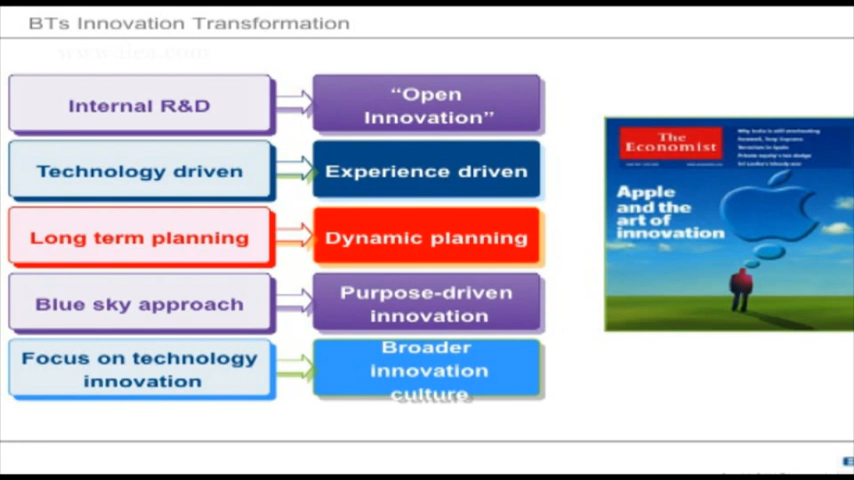 BTs Innovation Transformation
Internal R&D
“Open
Innovation”
Technology driven
Experience driven
Long term planning
Dynamic planning
Blue sky approach
Purpose-driven
innovation
Focus on technology
innovation
Broader
innovation
culture
The
Economist
Apple
and the
art of
innovation